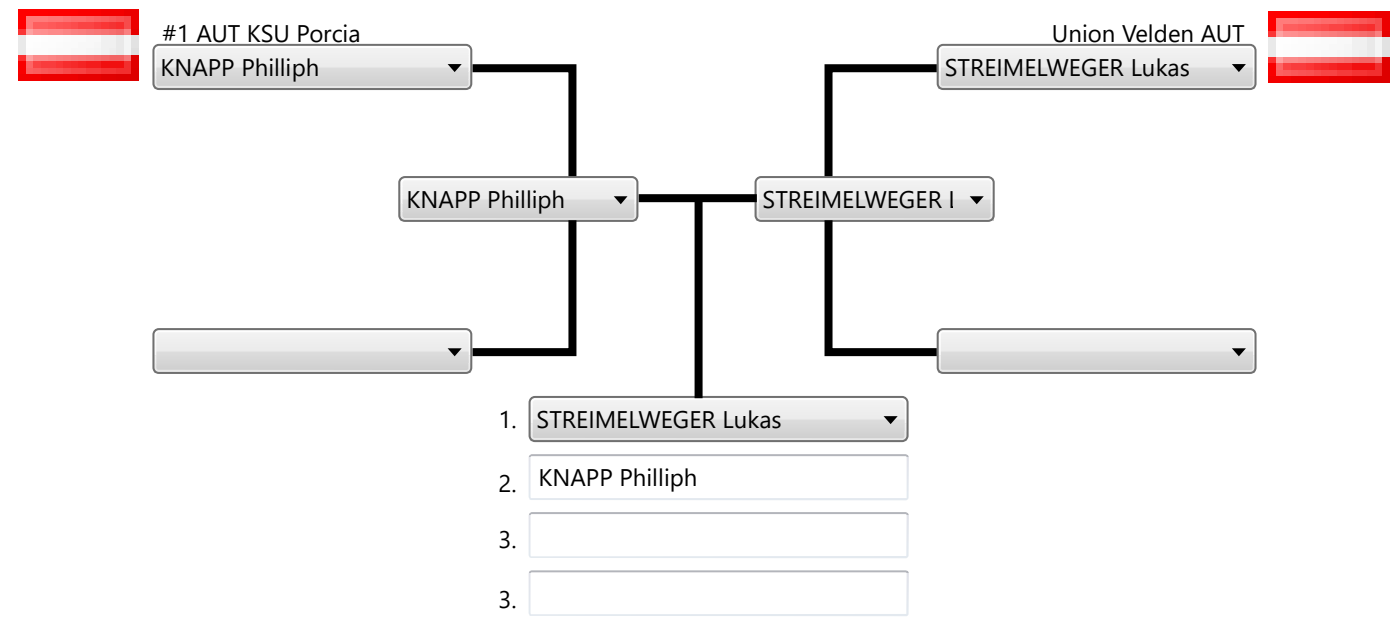 #1 AUT KSU Porcia
Union Velden AUT
KNAPP Philliph
STREIMELWEGER Lukas
KNAPP Philliph
STREIMELWEGER
1. STREIMELWEGER Lukas
2. KNAPP Philliph
3.
3.